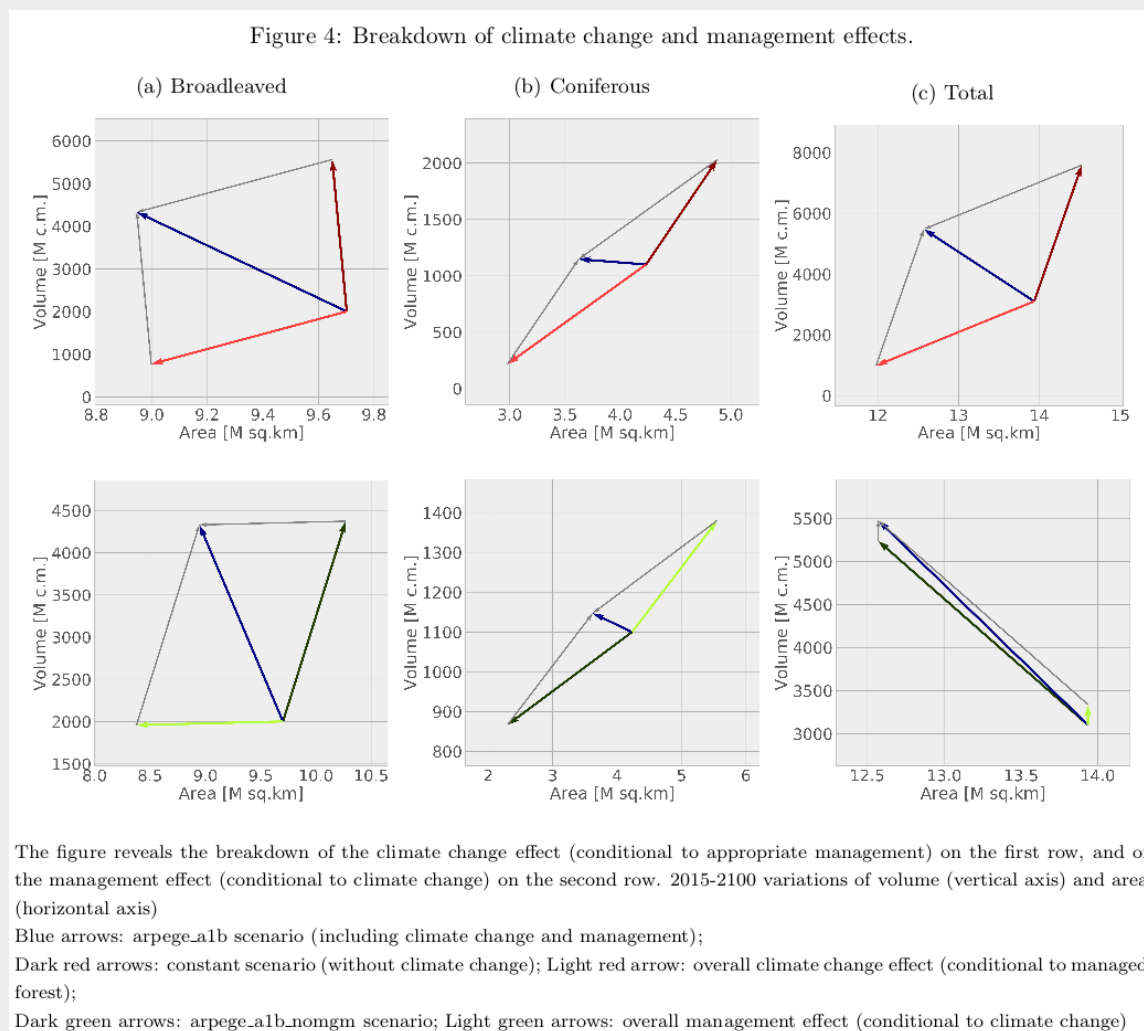 Figure 4: Breakdown of climate change and management effects.
(a) Broadleaved
(b) Coniferous
(c) Total
6000
5000
4000
3000
2000
1000
0
Volume [M c.m.]
8.8 9.0 9.2 9.4 9.6 9.8
Area [M sq.km]
2000
1500
1000
500
0
Volume [M c.m.]
3.0 3.5 4.0 4.5 5.0
Area [M sq.km]
8000
6000
4000
2000
0
Volume [M c.m.]
12 13 14 15
Area [M sq.km]
4500
4000
3500
3000
2500
2000
1500
Volume [M c.m.]
8.0 8.5 9.0 9.5 10.0 10.5
Area [M sq.km]
1400
1300
1200
1100
1000
900
800
Volume [M c.m.]
2 3 4 5 6
Area [M sq.km]
5500
5000
4500
4000
3500
3000
Volume [M c.m.]
12.5 13.0 13.5 14.0
Area [M sq.km]
The figure reveals the breakdown of the climate change effect (conditional to appropriate management) on the first row, and of
the management effect (conditional to climate change) on the second row. 2015-2100 variations of volume (vertical axis) and area
(horizontal axis)
Blue arrows: arpege_a1b scenario (including climate change and management);
Dark red arrows: constant scenario (without climate change); Light red arrow: overall climate change effect (conditional to managed
forest);
Dark green arrows: arpege_a1b_nomgm scenario; Light green arrows: overall management effect (conditional to climate change)